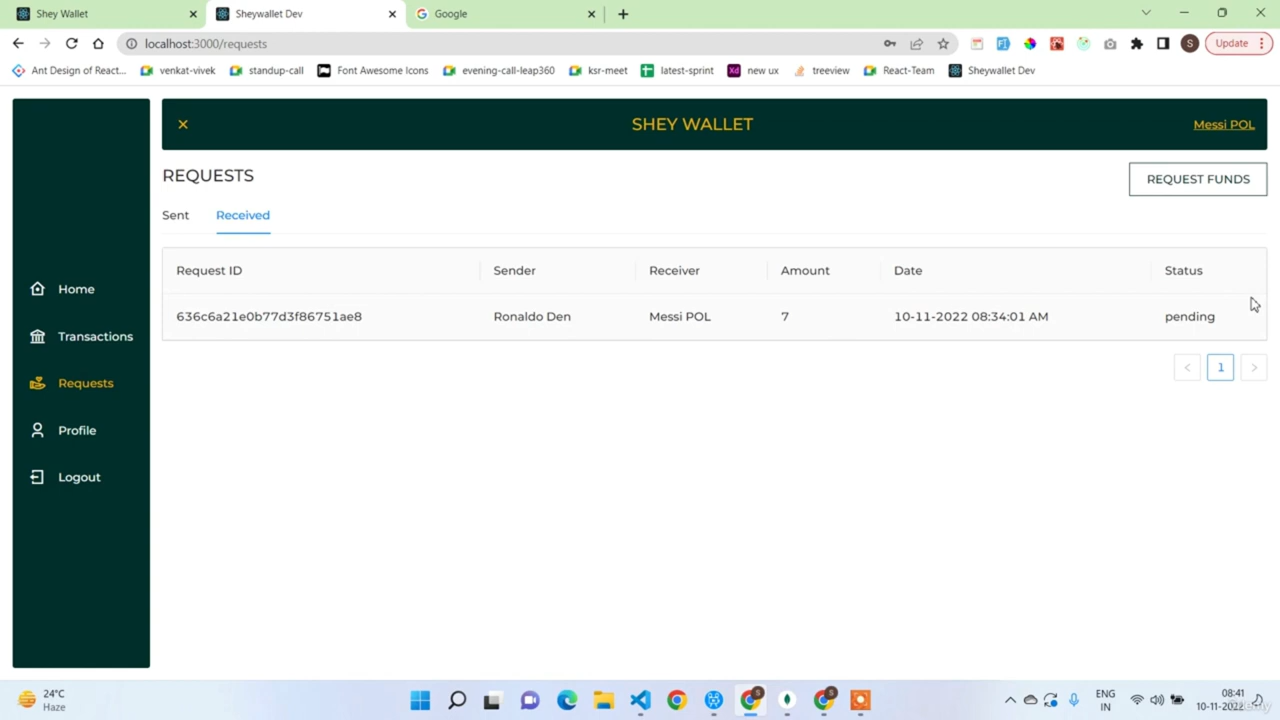 Shey Wallet
Sheywallet Dev
Google
localhost:3000/requests
S
Update
Ant Design of React...
venkat-vivek
standup-call
Font Awesome Icons
evening-call-leap360
ksr-meet
latest-sprint
Xd new ux
treeview
React-Team
Sheywallet Dev
SHEY WALLET
Messi POL
REQUESTS
REQUEST FUNDS
Sent
Received
Request ID
Sender
Receiver
Amount
Date
Status
636c6a21e0b77d3f86751ae8
Ronaldo Den
Messi POL
7
10-11-2022 08:34:01 AM
pending
< 1 >
Home
Transactions
Requests
Profile
Logout
24°C
Haze
ENG
IN
08:41
10-11-2022